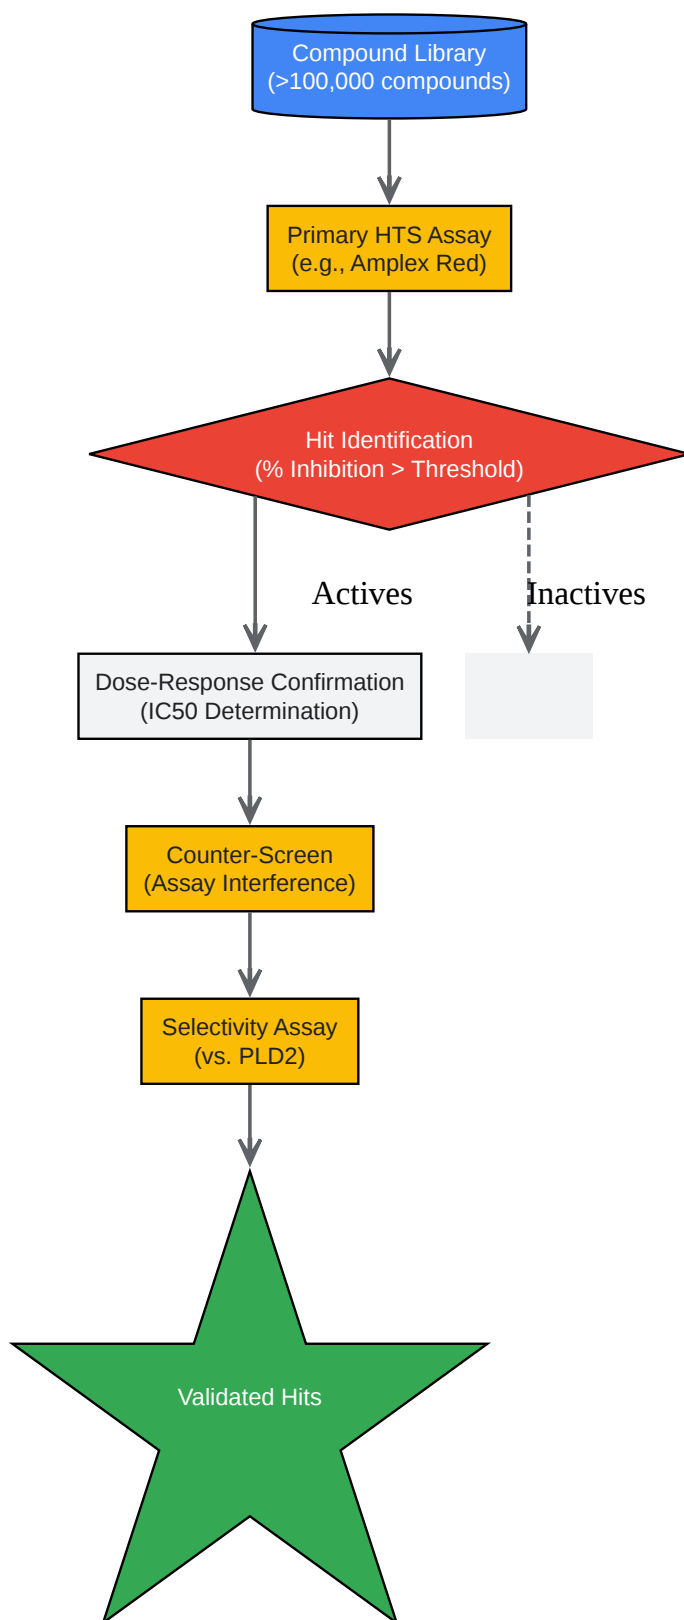 Compound Library
(>100,000 compounds)
Primary HTS Assay
(e.g., Amplex Red)
Hit Identification
(% Inhibition > Threshold)
Actives
Inactives
Dose-Response Confirmation
(IC50 Determination)
Counter-Screen
(Assay Interference)
Selectivity Assay
(vs. PLD2)
Validated Hits